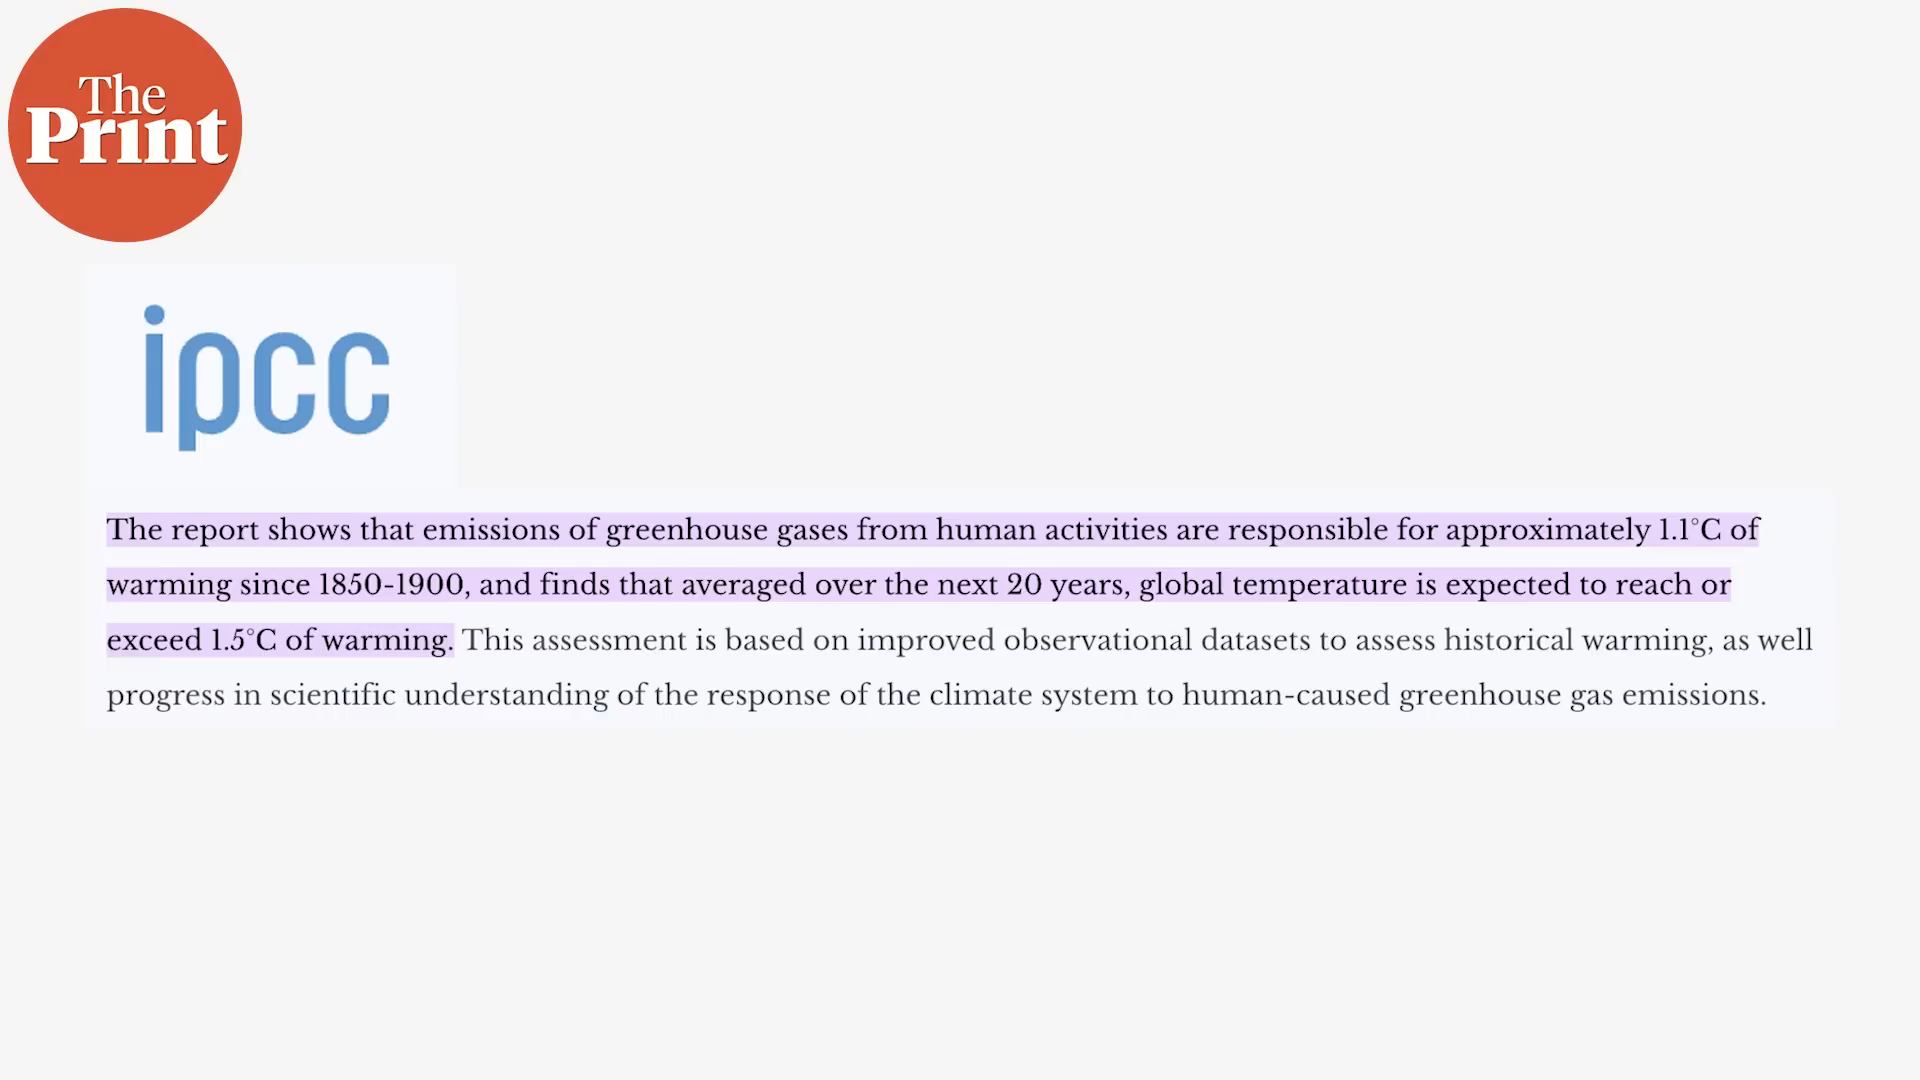 The
Print
ipcc
The report shows that emissions of greenhouse gases from human activities are responsible for approximately 1.1°C of
warming since 1850-1900, and finds that averaged over the next 20 years, global temperature is expected to reach or
exceed 1.5°C of warming. This assessment is based on improved observational datasets to assess historical warming, as well
progress in scientific understanding of the response of the climate system to human-caused greenhouse gas emissions.